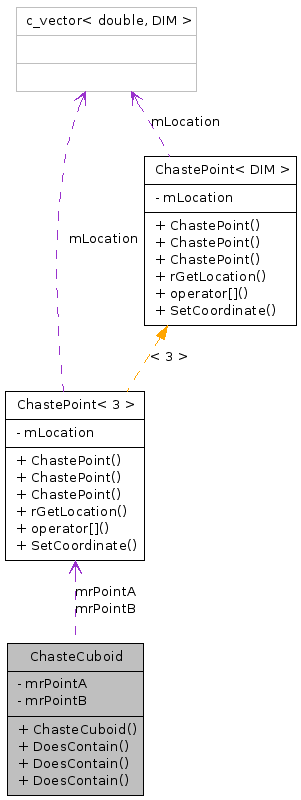 c_vector< double, DIM >
mLocation
ChastePoint< DIM >
- mLocation
+ ChastePoint()
+ ChastePoint()
+ ChastePoint()
+ rGetLocation()
+ operator[]()
+ SetCoordinate()
mLocation
< 3 >
ChastePoint< 3 >
- mLocation
+ ChastePoint()
+ ChastePoint()
+ ChastePoint()
+ rGetLocation()
+ operator[]()
+ SetCoordinate()
mrPointA
mrPointB
ChasteCuboid
- mrPointA
- mrPointB
+ ChasteCuboid()
+ DoesContain()
+ DoesContain()
+ DoesContain()